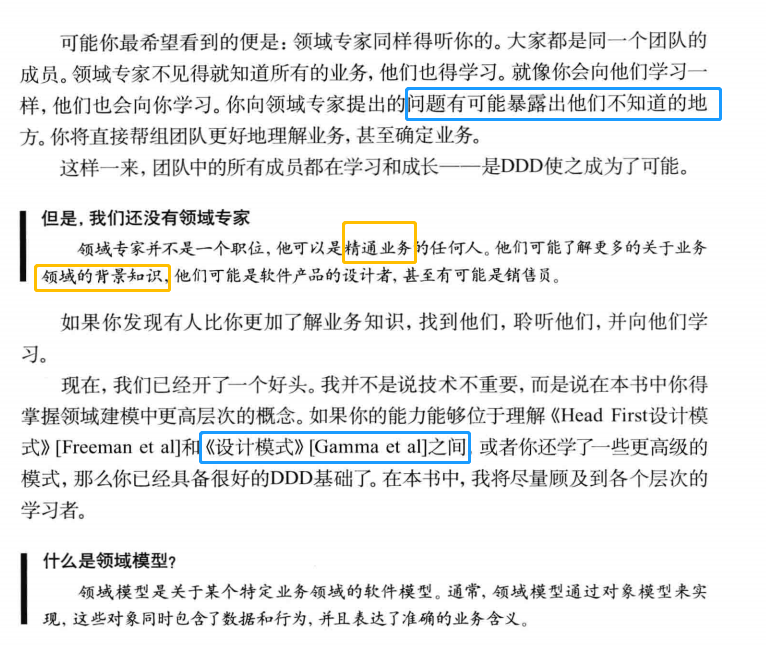 可能你最希望看到的便是：领域专家同样得听你的。大家都是同一个团队的
成员。领域专家不见得就知道所有的业务，他们也得学习。就像你会向他们学习一
样，他们也会向你学习。你向领域专家提出的问题有可能暴露出他们不知道的地
方。你将直接帮组团队更好地理解业务，甚至确定业务。
这样一来，团队中的所有成员都在学习和成长——是DDD使之成为了可能。
但是，我们还没有领域专家
领域专家并不是一个职位，他可以是精通业务的任何人。他们可能了解更多的关于业务
领域的背景知识，他们可能是软件产品的设计者，甚至有可能是销售员。
如果你发现有人比你更加了解业务知识，找到他们，聆听他们，并向他们学
习。
现在，我们已经开了一个好头。我并不是说技术不重要，而是说在本书中你得
掌握领域建模中更高层次的概念。如果你的能力能够位于理解《Head First设计模
式》[Freeman et al]和《设计模式》[Gamma et al]之间，或者你还学了一些更高级的
模式，那么你已经具备很好的DDD基础了。在本书中，我将尽量顾及到各个层次的
学习者。
什么是领域模型？
领域模型是关于某个特定业务领域的软件模型。通常，领域模型通过对象模型来实
现，这些对象同时包含了数据和行为，并且表达了准确的业务含义。